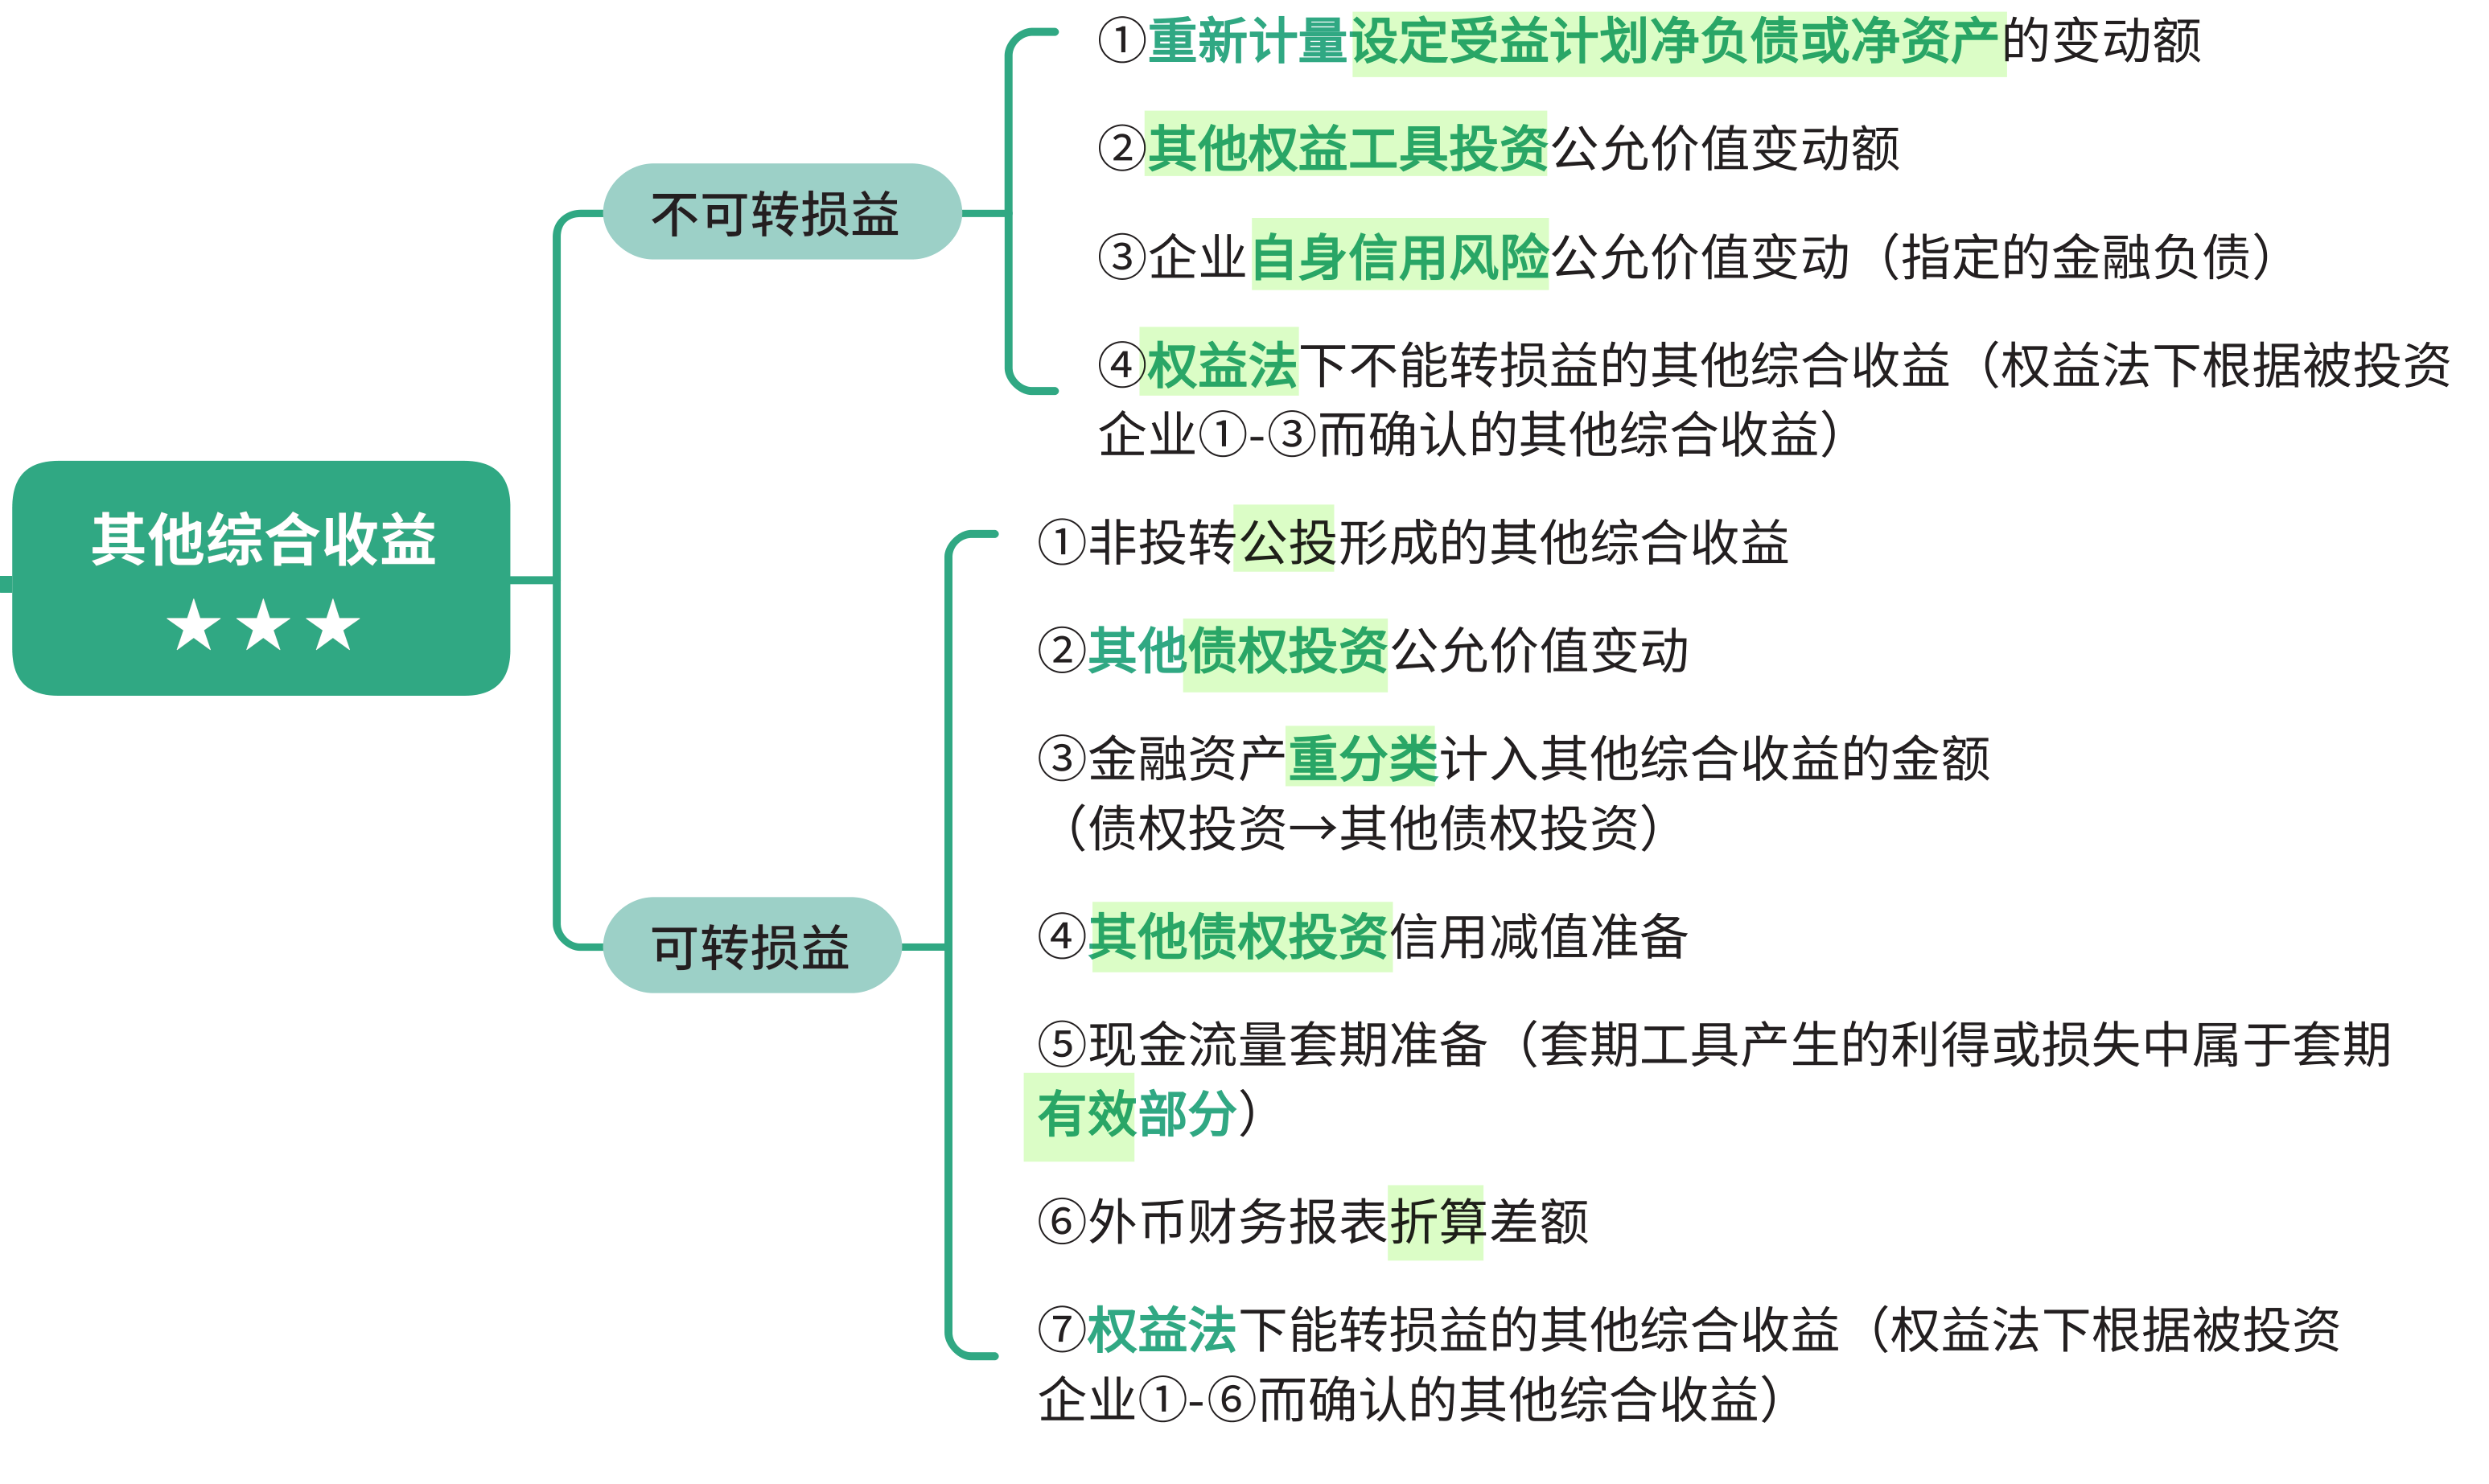 其他综合收益
★★★
不可转损益
①重新计量设定受益计划净负债或净资产的变动额
②其他权益工具投资公允价值变动额
③企业自身信用风险公允价值变动（指定的金融负债）
④权益法下不能转损益的其他综合收益（权益法下根据被投资
企业①-③而确认的其他综合收益）
可转损益
①非投转公投形成的其他综合收益
②其他债权投资公允价值变动
③金融资产重分类计入其他综合收益的金额
（债权投资→其他债权投资）
④其他债权投资信用减值准备
⑤现金流量套期准备（套期工具产生的利得或损失中属于套期
有效部分）
⑥外币财务报表折算差额
⑦权益法下能转损益的其他综合收益（权益法下根据被投资
企业①-⑥而确认的其他综合收益）